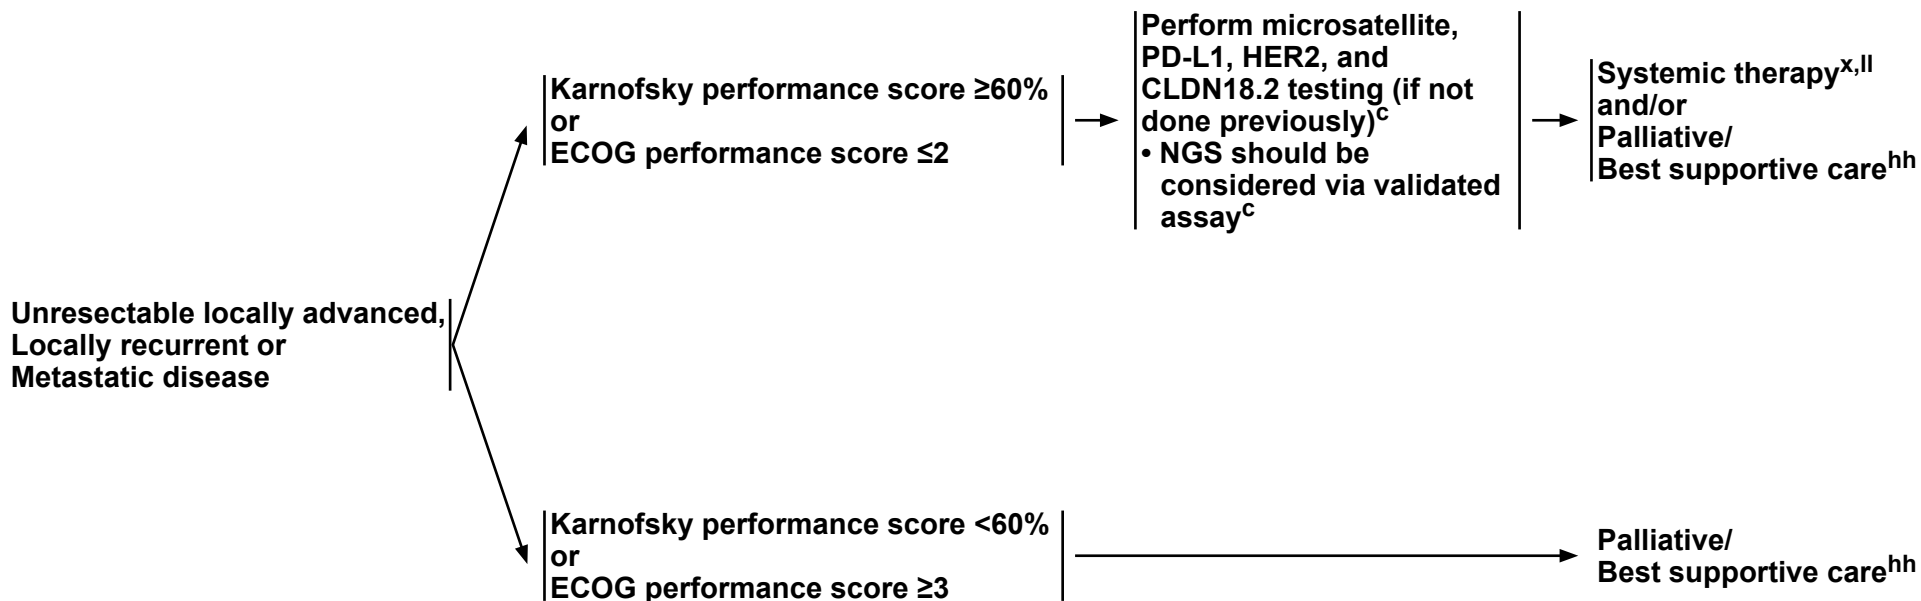 Unresectable locally advanced,
Locally recurrent or
Metastatic disease
Karnofsky performance score ≥60%
or
ECOG performance score ≤2
Perform microsatellite,
PD-L1, HER2, and
CLDN18.2 testing (if not
done previously)c
• NGS should be
considered via validated
assayc
Systemic therapyx,ll
and/or
Palliative/
Best supportive carehh
Karnofsky performance score <60%
or
ECOG performance score ≥3
Palliative/
Best supportive carehh